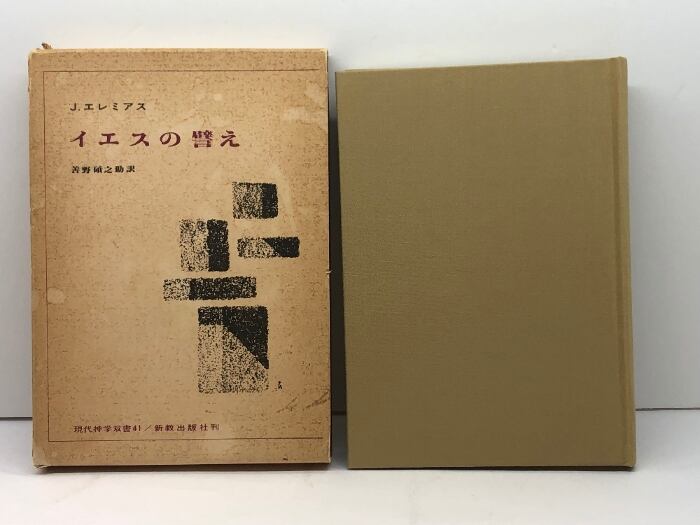 J.エレミアス
イエスの譬え
善野碩之助訳
現代神学双書41／新教出版社刊